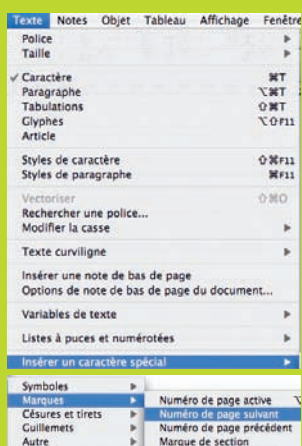 Texte Notes Objet Tableau Affichage Fenêtre
Police
Taille
✓ Caractère ⌘T
Paragraphe ⌥⌘T
Tabulations ⇧⌘T
Glyphes ⌥⇧F11
Article
Styles de caractère ⇧⌘F11
Styles de paragraphe ⌘F11
Vectoriser ⇧⌘O
Rechercher une police...
Modifier la casse
Texte curviligne
Insérer une note de bas de page
Options de note de bas de page du document...
Variables de texte
Listes à puces et numérotées
Insérer un caractère spécial
Symboles
Marques Numéro de page active
Césures et tirets Numéro de page suivant
Guillemets Numéro de page précédent
Autre Marque de section